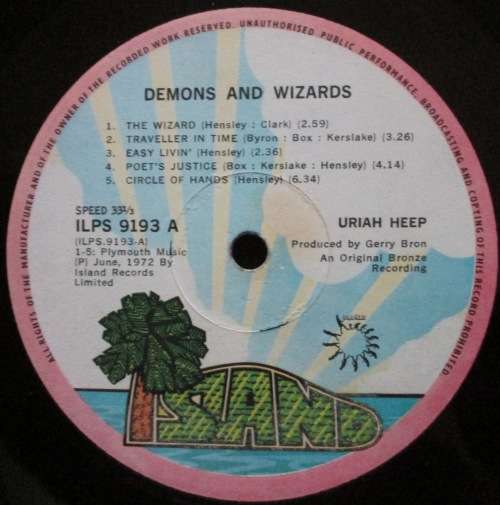 ALL RIGHTS OF THE MANUFACTURER AND OF THE OWNER OF THE RECORDED WORK RESERVED. UNAUTHORISED PUBLIC PERFORMANCE, BROADCASTING AND COPYING OF THIS RECORD PROHIBITED
DEMONS AND WIZARDS
1. THE WIZARD (Hensley : Clark) (2.59)
2. TRAVELLER IN TIME (Byron : Box : Kerslake) (3.26)
3. EASY LIVIN' (Hensley) (2.36)
4. POET'S JUSTICE (Box : Kerslake : Hensley) (4.14)
5. CIRCLE OF HANDS (Hensley) (6.34)
SPEED 33⅓
ILPS 9193 A
(ILPS.9193-A)
1-5: Plymouth Music
(P) June, 1972 By
Island Records
Limited
URIAH HEEP
Produced by Gerry Bron
An Original Bronze
Recording
ISLAND